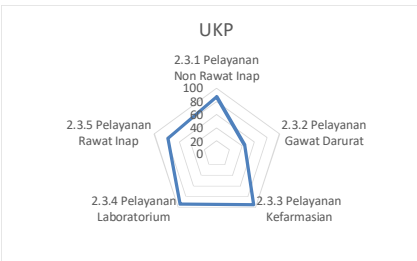 UKP
2.3.1 Pelayanan
Non Rawat Inap
100
80
60
40
20
0
2.3.2 Pelayanan
Gawat Darurat
2.3.3 Pelayanan
Kefarmasian
2.3.4 Pelayanan
Laboratorium
2.3.5 Pelayanan
Rawat Inap